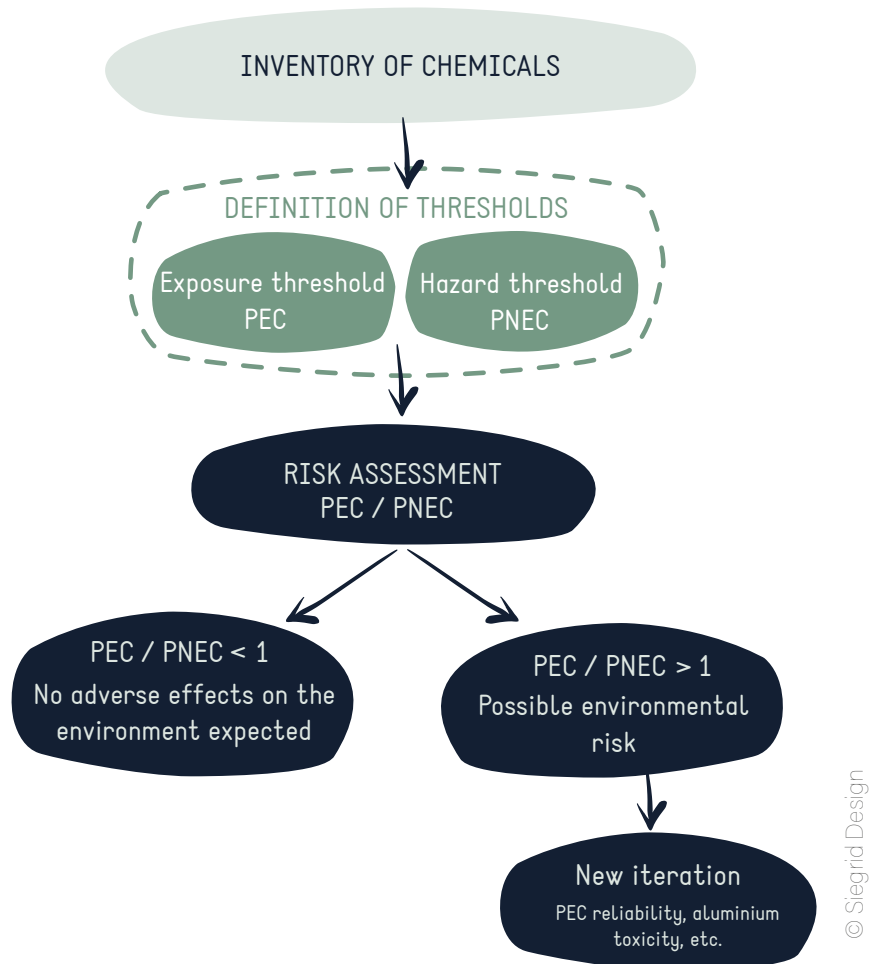 INVENTORY OF CHEMICALS
DEFINITION OF THRESHOLDS
Exposure threshold
PEC
Hazard threshold
PNEC
RISK ASSESSMENT
PEC / PNEC
PEC / PNEC < 1
No adverse effects on the
environment expected
PEC / PNEC > 1
Possible environmental
risk
New iteration
PEC reliability, aluminium
toxicity, etc.
© Siegrid Design